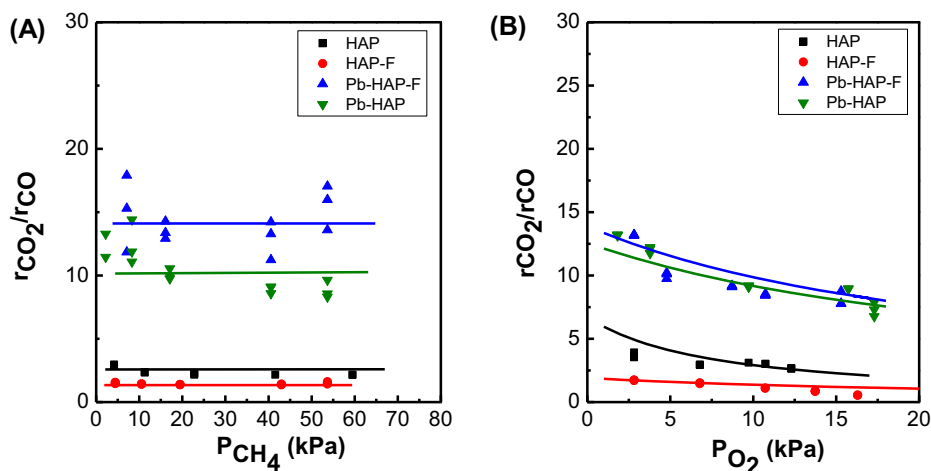 (A)
30
20
10
0
0 10 20 30 40 50 60 70 80
rCO2/rCO
PCH4 (kPa)
HAP
HAP-F
Pb-HAP-F
Pb-HAP
(B)
30
25
20
15
10
5
0
0 5 10 15 20
rCO2/rCO
PO2 (kPa)
HAP
HAP-F
Pb-HAP-F
Pb-HAP